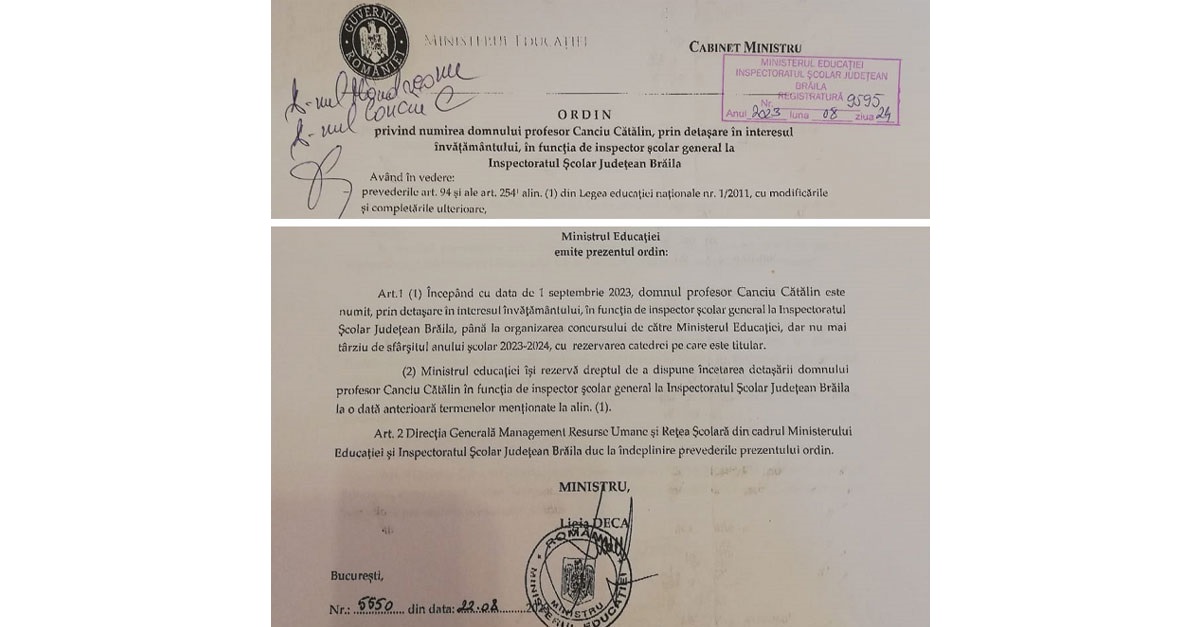 GUVERNUL ROMÂNIEI
MINISTERUL EDUCAȚIEI
CABINET MINISTRU
MINISTERUL EDUCAȚIEI
INSPECTORATUL ȘCOLAR JUDEȚEAN
BRĂILA
REGISTRATURĂ
Nr. 9595
Anul 2023 luna 08 ziua 24
ORDIN
privind numirea domnului profesor Canciu Cătălin, prin detașare în interesul
învățământului, în funcția de inspector școlar general la
Inspectoratul Școlar Județean Brăila
Având în vedere:
prevederile art. 94 și ale art. 254¹ alin. (1) din Legea educației naționale nr. 1/2011, cu modificările
și completările ulterioare,
Ministrul Educației
emite prezentul ordin:
Art.1 (1) Începând cu data de 1 septembrie 2023, domnul profesor Canciu Cătălin este
numit, prin detașare în interesul învățământului, în funcția de inspector școlar general la Inspectoratul
Școlar Județean Brăila, până la organizarea concursului de către Ministerul Educației, dar nu mai
târziu de sfârșitul anului școlar 2023-2024, cu rezervarea catedrei pe care este titular.
(2) Ministrul educației își rezervă dreptul de a dispune încetarea detașării domnului
profesor Canciu Cătălin în funcția de inspector școlar general la Inspectoratul Școlar Județean Brăila
la o dată anterioară termenelor menționate la alin. (1).
Art. 2 Direcția Generală Management Resurse Umane și Rețea Școlară din cadrul Ministerului
Educației și Inspectoratul Școlar Județean Brăila duc la îndeplinire prevederile prezentului ordin.
MINISTRU,
Ligia DECA
ROMÂNIA
MINISTERUL EDUCAȚIEI
MINISTRU
București,
Nr.: 5550 din data: 22.08